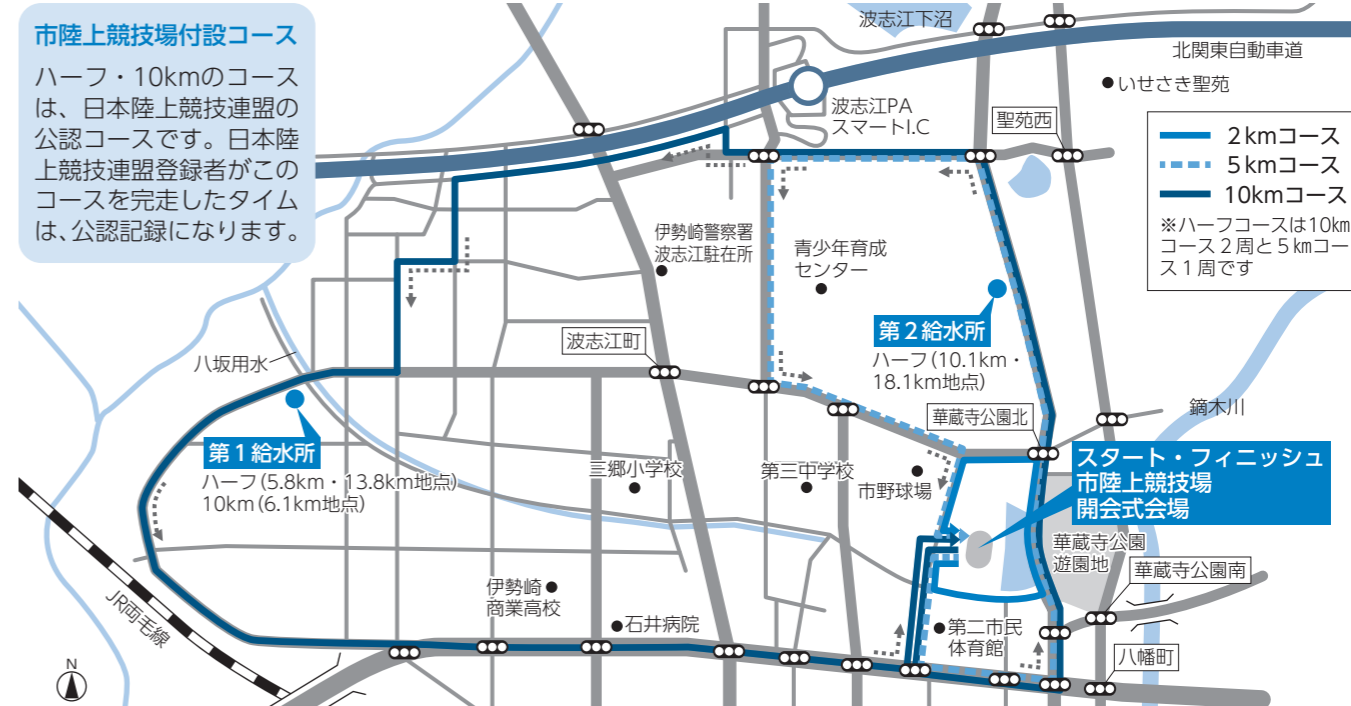 市陸上競技場付設コース
ハーフ・10kmのコース
は、日本陸上競技連盟の
公認コースです。日本陸
上競技連盟登録者がこの
コースを完走したタイム
は、公認記録になります。
波志江下沼
北関東自動車道
いせさき聖苑
波志江PA
スマートI.C
聖苑西
2kmコース
5kmコース
10kmコース
※ハーフコースは10km
コース2周と5kmコー
ス1周です
伊勢崎警察署
波志江駐在所
青少年育成
センター
第2給水所
ハーフ(10.1km・
18.1km地点)
波志江町
八坂用水
華蔵寺公園北
鏑木川
第1給水所
ハーフ(5.8km・13.8km地点)
10km(6.1km地点)
三郷小学校
第三中学校
市野球場
スタート・フィニッシュ
市陸上競技場
開会式会場
華蔵寺公園
遊園地
華蔵寺公園南
伊勢崎
商業高校
石井病院
第二市民
体育館
八幡町
JR両毛線
N